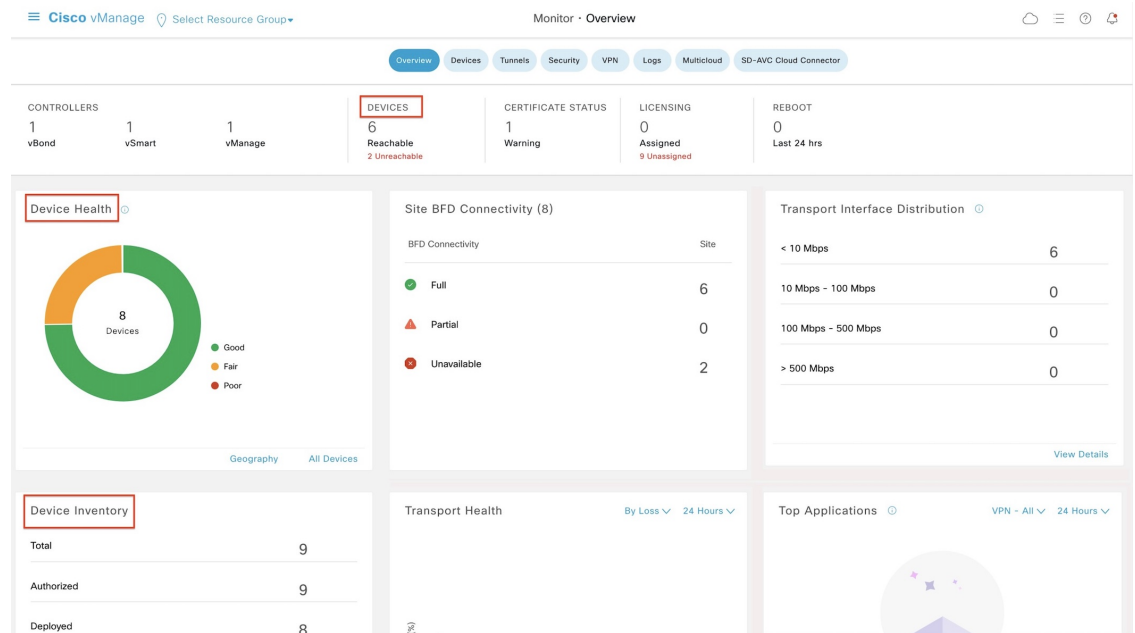 Cisco vManage
Select Resource Group
Monitor · Overview
Overview
Devices
Tunnels
Security
VPN
Logs
Multicloud
SD-AVC Cloud Connector
CONTROLLERS
1
vBond
1
vSmart
1
vManage
DEVICES
6
Reachable
2 Unreachable
CERTIFICATE STATUS
1
Warning
LICENSING
0
Assigned
9 Unassigned
REBOOT
0
Last 24 hrs
Device Health
8
Devices
Good
Fair
Poor
Geography
All Devices
Site BFD Connectivity (8)
BFD Connectivity Site
Full 6
Partial 0
Unavailable 2
Transport Interface Distribution
< 10 Mbps 6
10 Mbps - 100 Mbps 0
100 Mbps - 500 Mbps 0
> 500 Mbps 0
View Details
Device Inventory
Total 9
Authorized 9
Deployed 8
Transport Health
By Loss
24 Hours
(%)
Top Applications
VPN - All
24 Hours